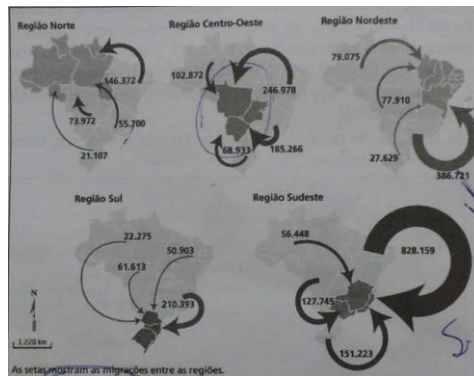 Região Norte
146.372
73.972
55.700
21.107
Região Centro-Oeste
102.872
246.978
68.933
185.266
Região Nordeste
79.075
77.910
27.629
386.721
Região Sul
22.275
50.903
61.613
210.393
Região Sudeste
56.448
828.159
127.745
151.223
N
1.220 km
As setas mostram as migrações entre as regiões.